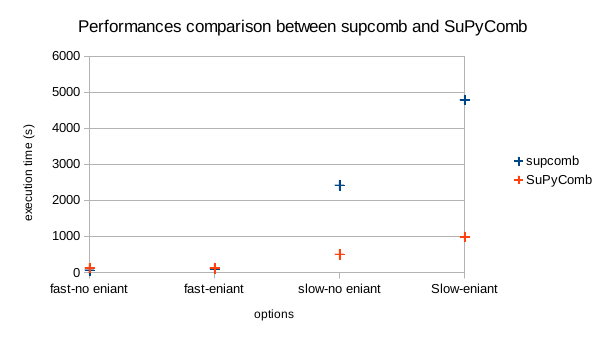 Performances comparison between supcomb and SuPyComb
6000
5000
4000
3000
2000
1000
0
execution time (s)
fast-no eniant
fast-eniant
slow-no eniant
Slow-eniant
options
supcomb
SuPyComb